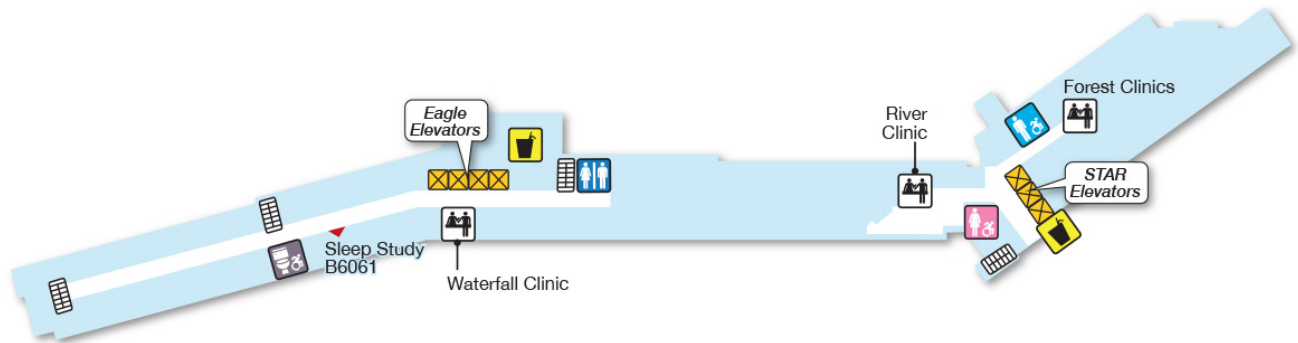 Eagle
Elevators
Sleep Study
B6061
Waterfall Clinic
River
Clinic
Forest Clinics
STAR
Elevators